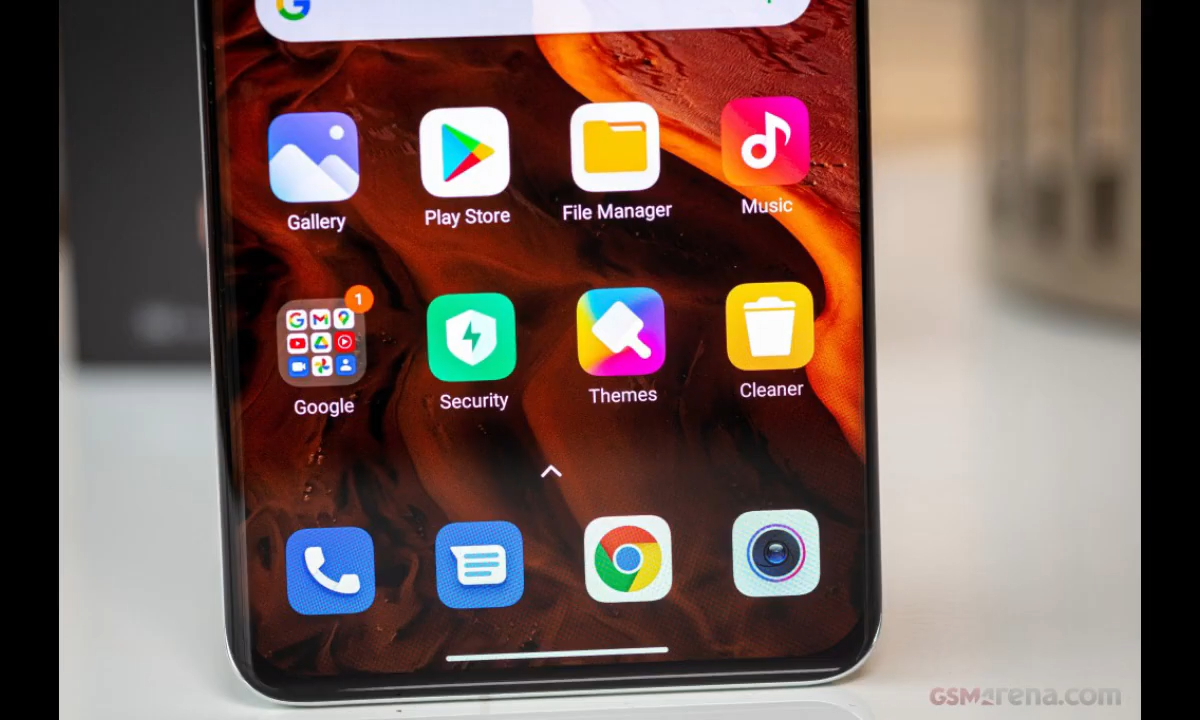 Gallery
Play Store
File Manager
Music
1
Google
Security
Themes
Cleaner
GSMarena.com